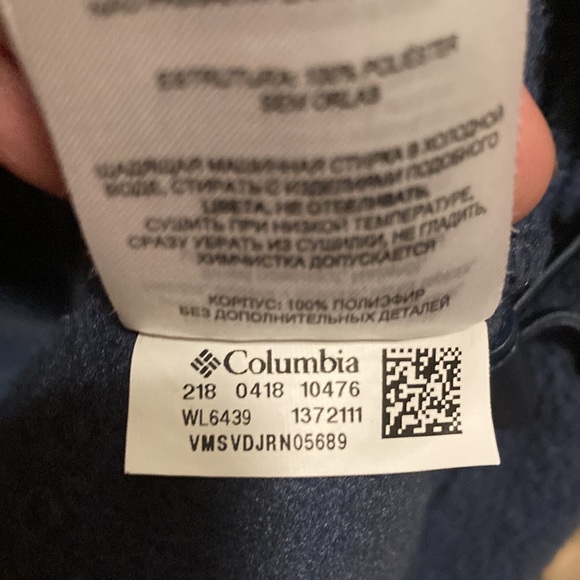 ESTRUTURA: 100% POLIÉSTER
SEM ORLAS
ЩАДЯЩАЯ МАШИННАЯ СТИРКА В ХОЛОДНОЙ
ВОДЕ, СТИРАТЬ С ИЗДЕЛИЯМИ ПОДОБНОГО
ЦВЕТА, НЕ ОТБЕЛИВАТЬ,
СУШИТЬ ПРИ НИЗКОЙ ТЕМПЕРАТУРЕ,
СРАЗУ УБРАТЬ ИЗ СУШИЛКИ, НЕ ГЛАДИТЬ,
ХИМЧИСТКА ДОПУСКАЕТСЯ
КОРПУС: 100% ПОЛИЭФИР
БЕЗ ДОПОЛНИТЕЛЬНЫХ ДЕТАЛЕЙ
Columbia
218 0418 10476
WL6439 1372111
VMSVDJRN05689